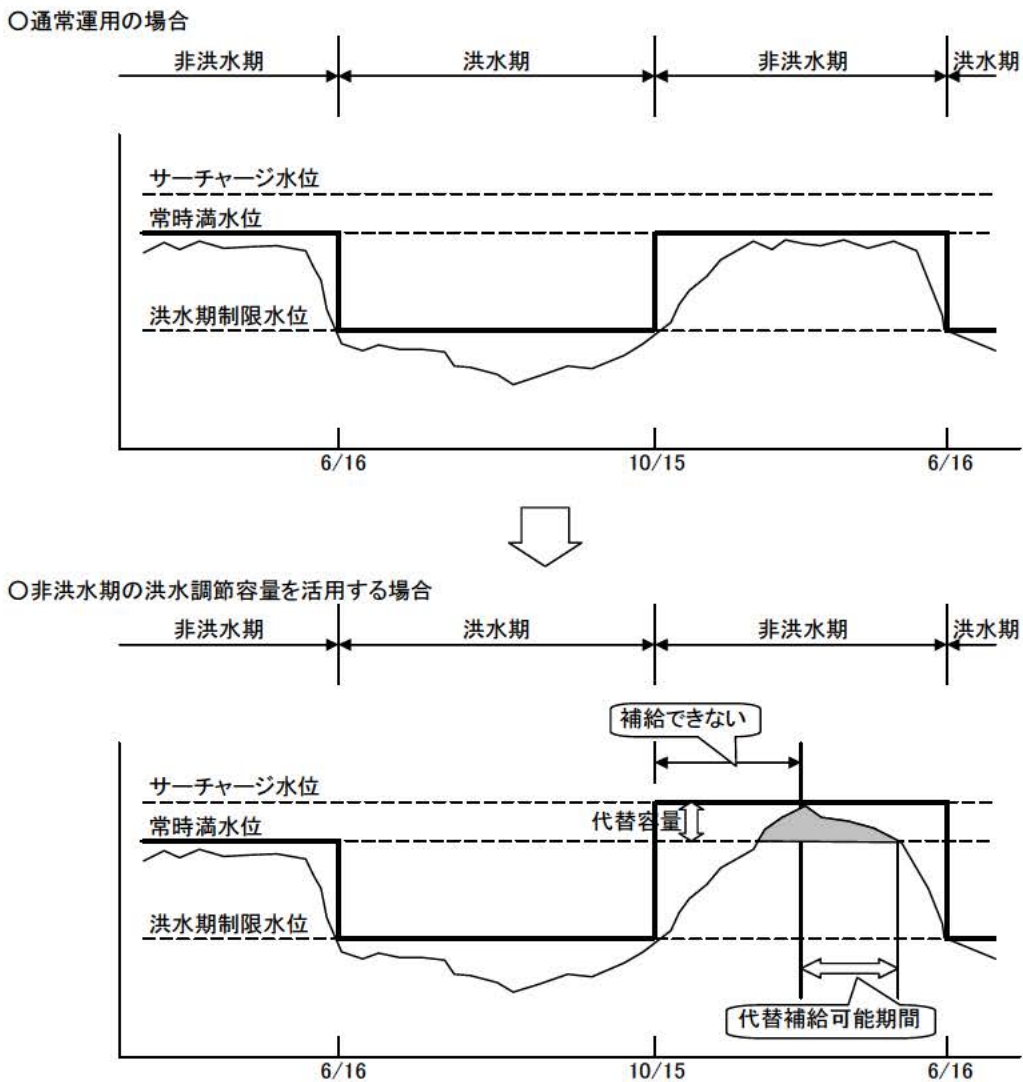 〇通常運用の場合
非洪水期 洪水期 非洪水期 洪水期
サーチャージ水位
常時満水位
洪水期制限水位
6/16 10/15 6/16
〇非洪水期の洪水調節容量を活用する場合
非洪水期 洪水期 非洪水期 洪水期
補給できない
サーチャージ水位
代替容量
常時満水位
洪水期制限水位
代替補給可能期間
6/16 10/15 6/16